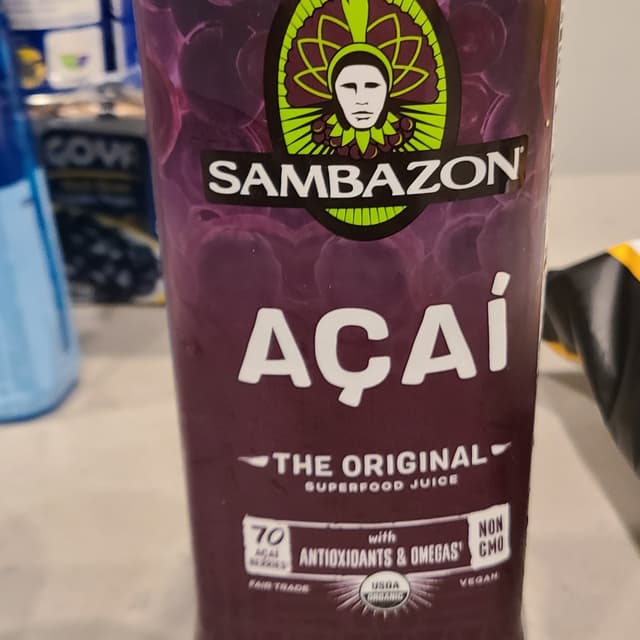 GOYA
SAMBAZON
AÇAÍ
THE ORIGINAL
SUPERFOOD JUICE
70
AÇAÍ
BERRIES†
with
ANTIOXIDANTS & OMEGAS†
NON
GMO
FAIR TRADE
USDA
ORGANIC
VEGAN